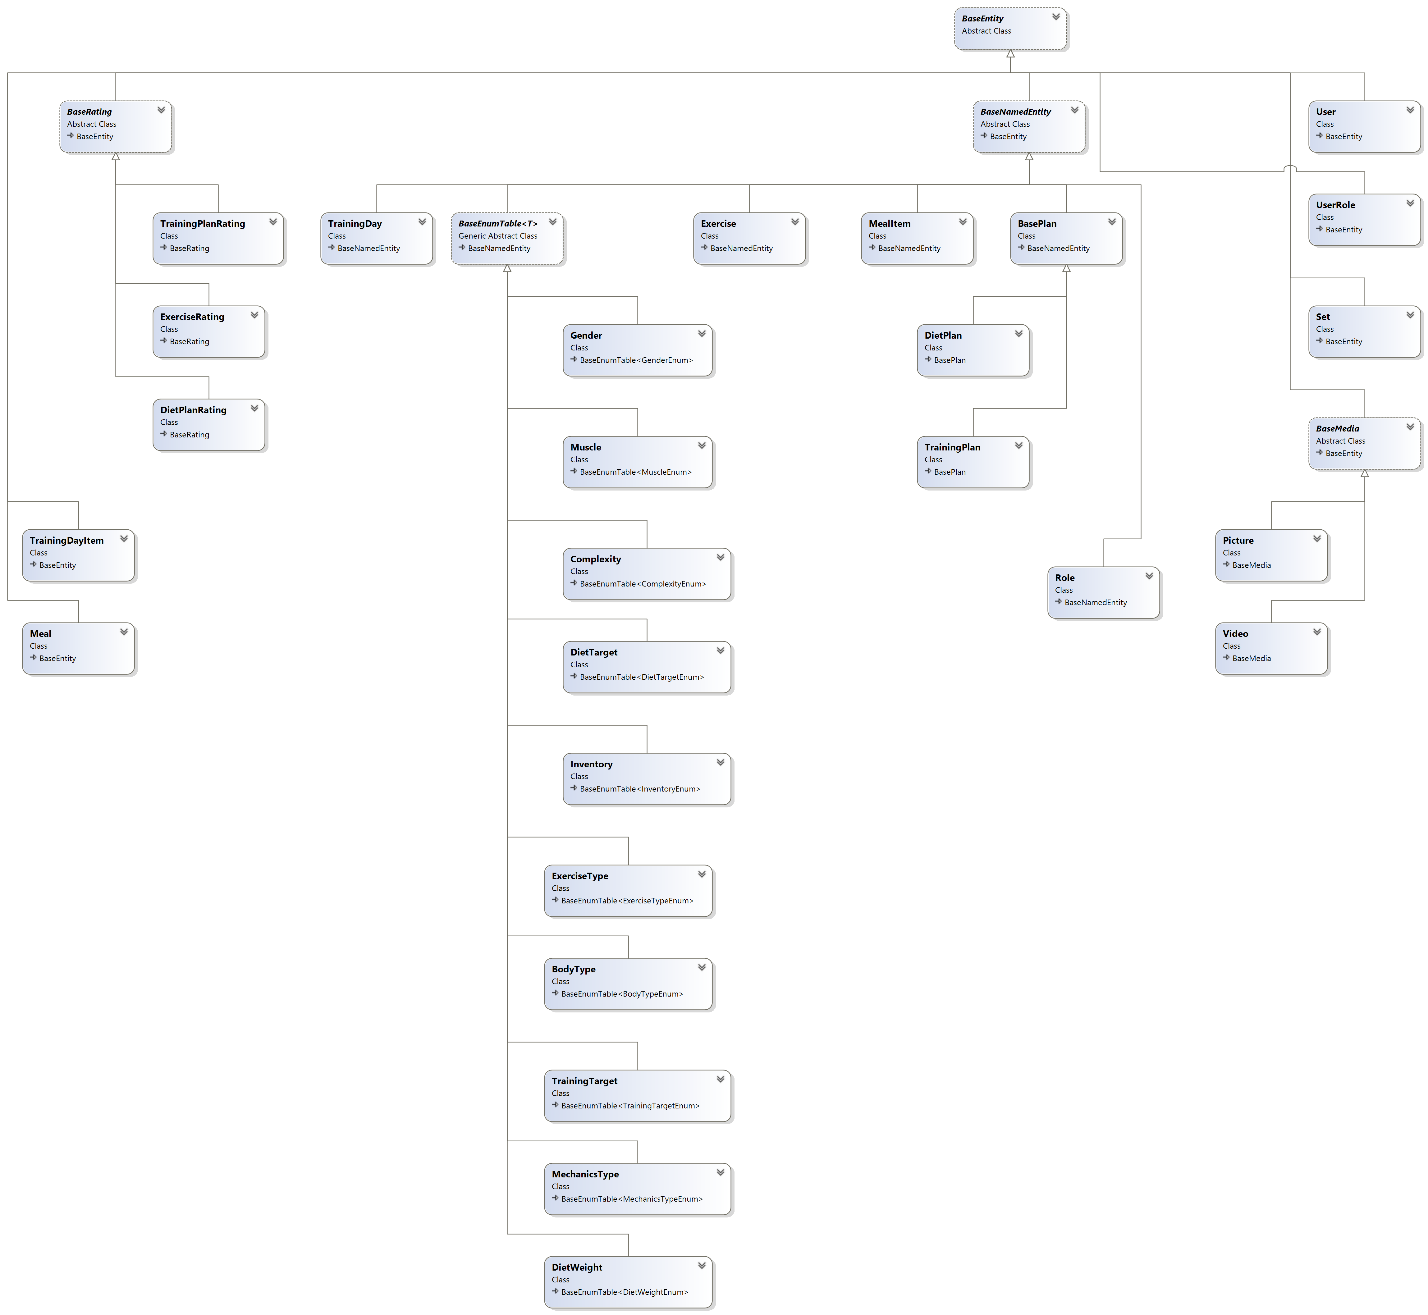 BaseEntity
Abstract Class
BaseRating
Abstract Class
BaseEntity
BaseNamedEntity
Abstract Class
BaseEntity
User
Class
BaseEntity
UserRole
Class
BaseEntity
TrainingPlanRating
Class
BaseRating
TrainingDay
Class
BaseNamedEntity
BaseEnumTable<T>
Generic Abstract Class
BaseNamedEntity
Exercise
Class
BaseNamedEntity
MealItem
Class
BaseNamedEntity
BasePlan
Class
BaseNamedEntity
ExerciseRating
Class
BaseRating
Set
Class
BaseEntity
Gender
Class
BaseEnumTable<GenderEnum>
DietPlan
Class
BasePlan
DietPlanRating
Class
BaseRating
BaseMedia
Abstract Class
BaseEntity
Muscle
Class
BaseEnumTable<MuscleEnum>
TrainingPlan
Class
BasePlan
TrainingDayItem
Class
BaseEntity
Picture
Class
BaseMedia
Complexity
Class
BaseEnumTable<ComplexityEnum>
Role
Class
BaseNamedEntity
Meal
Class
BaseEntity
Video
Class
BaseMedia
DietTarget
Class
BaseEnumTable<DietTargetEnum>
Inventory
Class
BaseEnumTable<InventoryEnum>
ExerciseType
Class
BaseEnumTable<ExerciseTypeEnum>
BodyType
Class
BaseEnumTable<BodyTypeEnum>
TrainingTarget
Class
BaseEnumTable<TrainingTargetEnum>
MechanicsType
Class
BaseEnumTable<MechanicsTypeEnum>
DietWeight
Class
BaseEnumTable<DietWeightEnum>